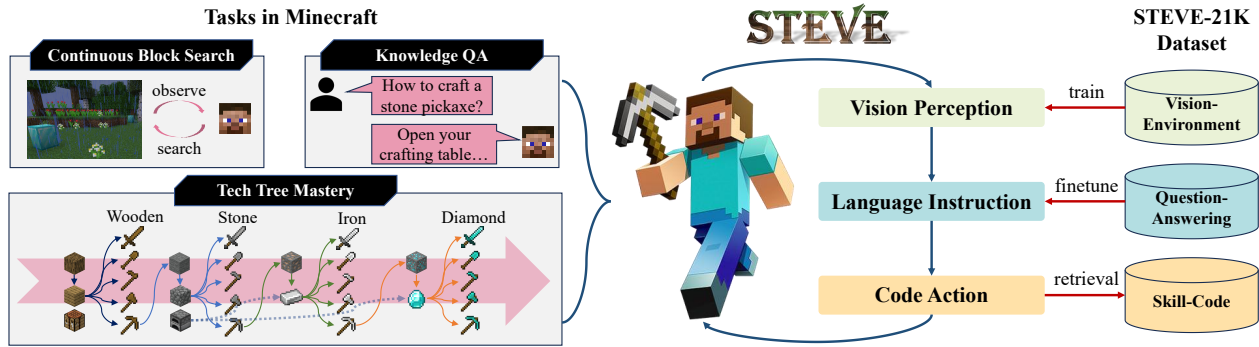 Tasks in Minecraft
Continuous Block Search
observe
search
Knowledge QA
How to craft a
stone pickaxe?
Open your
crafting table…
Tech Tree Mastery
Wooden
Stone
Iron
Diamond
STEVE
Vision Perception
Language Instruction
Code Action
train
finetune
retrieval
STEVE-21K
Dataset
Vision-
Environment
Question-
Answering
Skill-Code